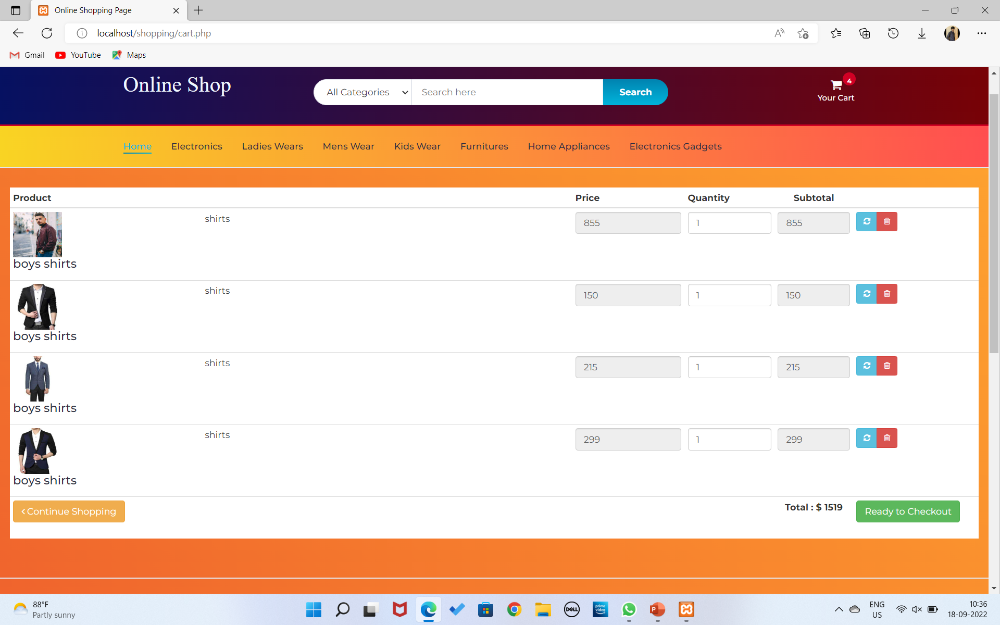 Online Shopping Page
localhost/shopping/cart.php
Gmail YouTube Maps
Online Shop All Categories Search here Search 4
Your Cart
Home Electronics Ladies Wears Mens Wear Kids Wear Furnitures Home Appliances Electronics Gadgets
Product Price Quantity Subtotal
shirts 855 1 855
boys shirts
shirts 150 1 150
boys shirts
shirts 215 1 215
boys shirts
shirts 299 1 299
boys shirts
Continue Shopping Total : $ 1519 Ready to Checkout
88°F
Partly sunny
DELL
prime
video
P
ENG
US
10:36
18-09-2022